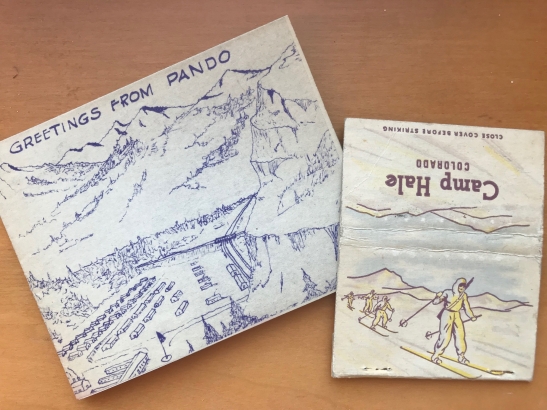 GREETINGS FROM PANDO
CLOSE COVER BEFORE STRIKING
Camp Hale
COLORADO